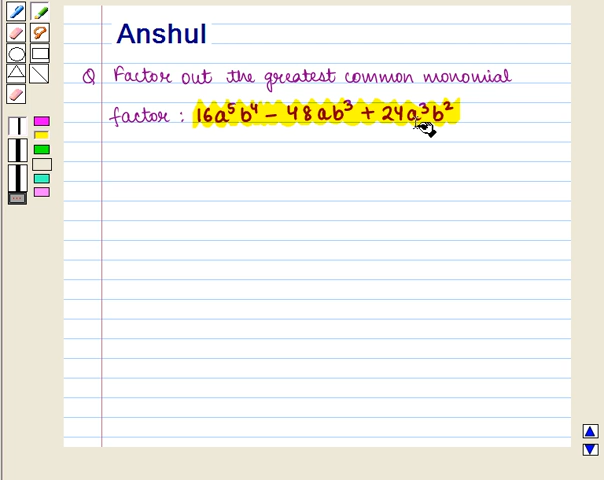 Anshul
Q Factor out the greatest common monomial
factor : 16a⁵b⁴ - 48ab³ + 24a³b²